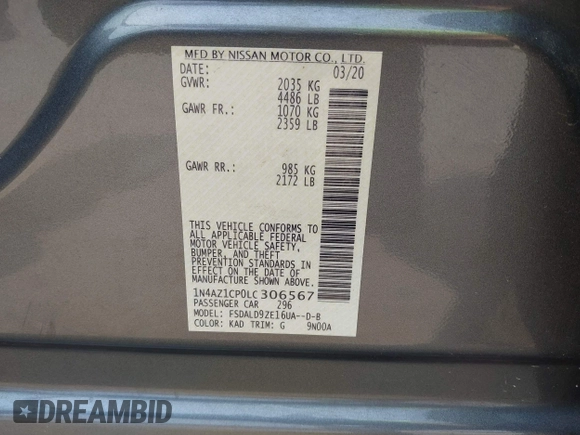 MFD BY NISSAN MOTOR CO., LTD.
DATE: 03/20
GVWR: 2035 KG
4486 LB
GAWR FR.: 1070 KG
2359 LB
GAWR RR.: 985 KG
2172 LB
THIS VEHICLE CONFORMS TO
ALL APPLICABLE FEDERAL
MOTOR VEHICLE SAFETY,
BUMPER, AND THEFT
PREVENTION STANDARDS IN
EFFECT ON THE DATE OF
MANUFACTURE SHOWN ABOVE.
1N4AZ1CP0LC306567
PASSENGER CAR 296
MODEL: FSDALD9ZE16UA--D-B
COLOR: KAD TRIM: G 9N00A
DREAMBID